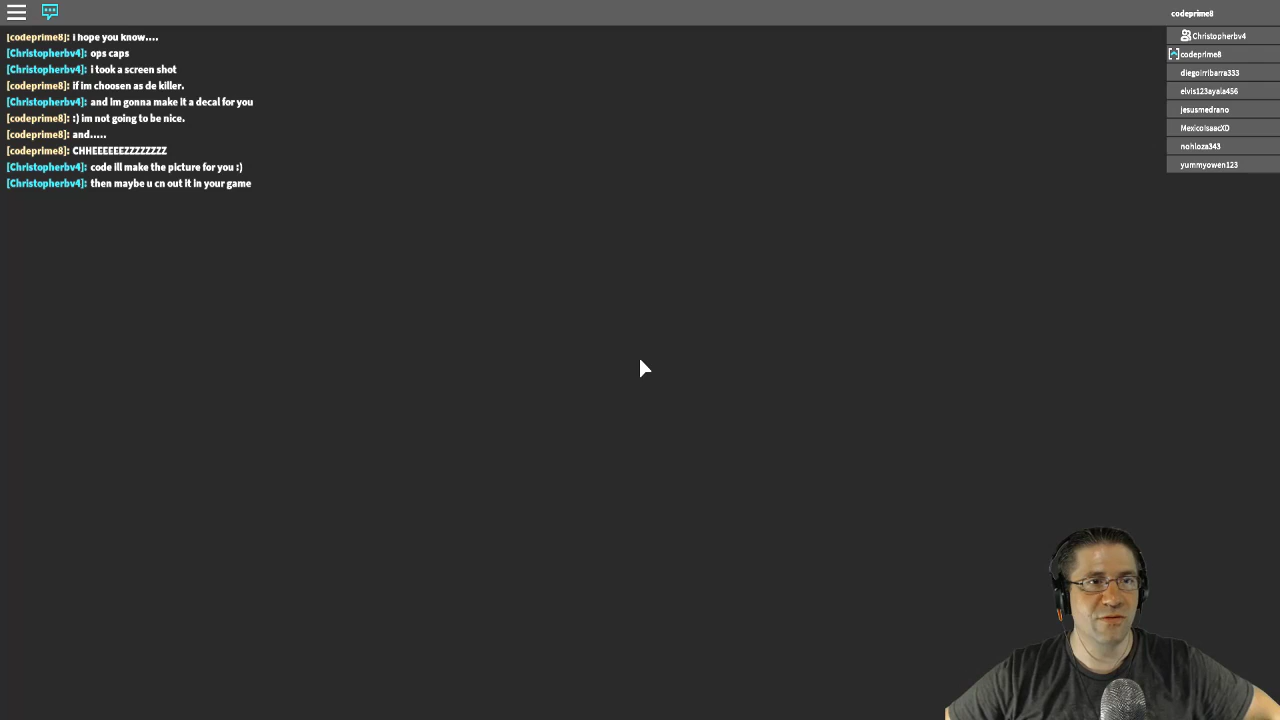 codeprime8
[codeprime8]: i hope you know....
[Christopherbv4]: ops caps
[Christopherbv4]: i took a screen shot
[codeprime8]: if im choosen as de killer.
[Christopherbv4]: and im gonna make it a decal for you
[codeprime8]: :) im not going to be nice.
[codeprime8]: and.....
[codeprime8]: CHHEEEEEEZZZZZZZZ
[Christopherbv4]: code ill make the picture for you :)
[Christopherbv4]: then maybe u cn out it in your game
Christopherbv4
codeprime8
diegoirribarra333
elvis123ayala456
jesusmedrano
MexicoIsaacXD
nohloza343
yummyowen123